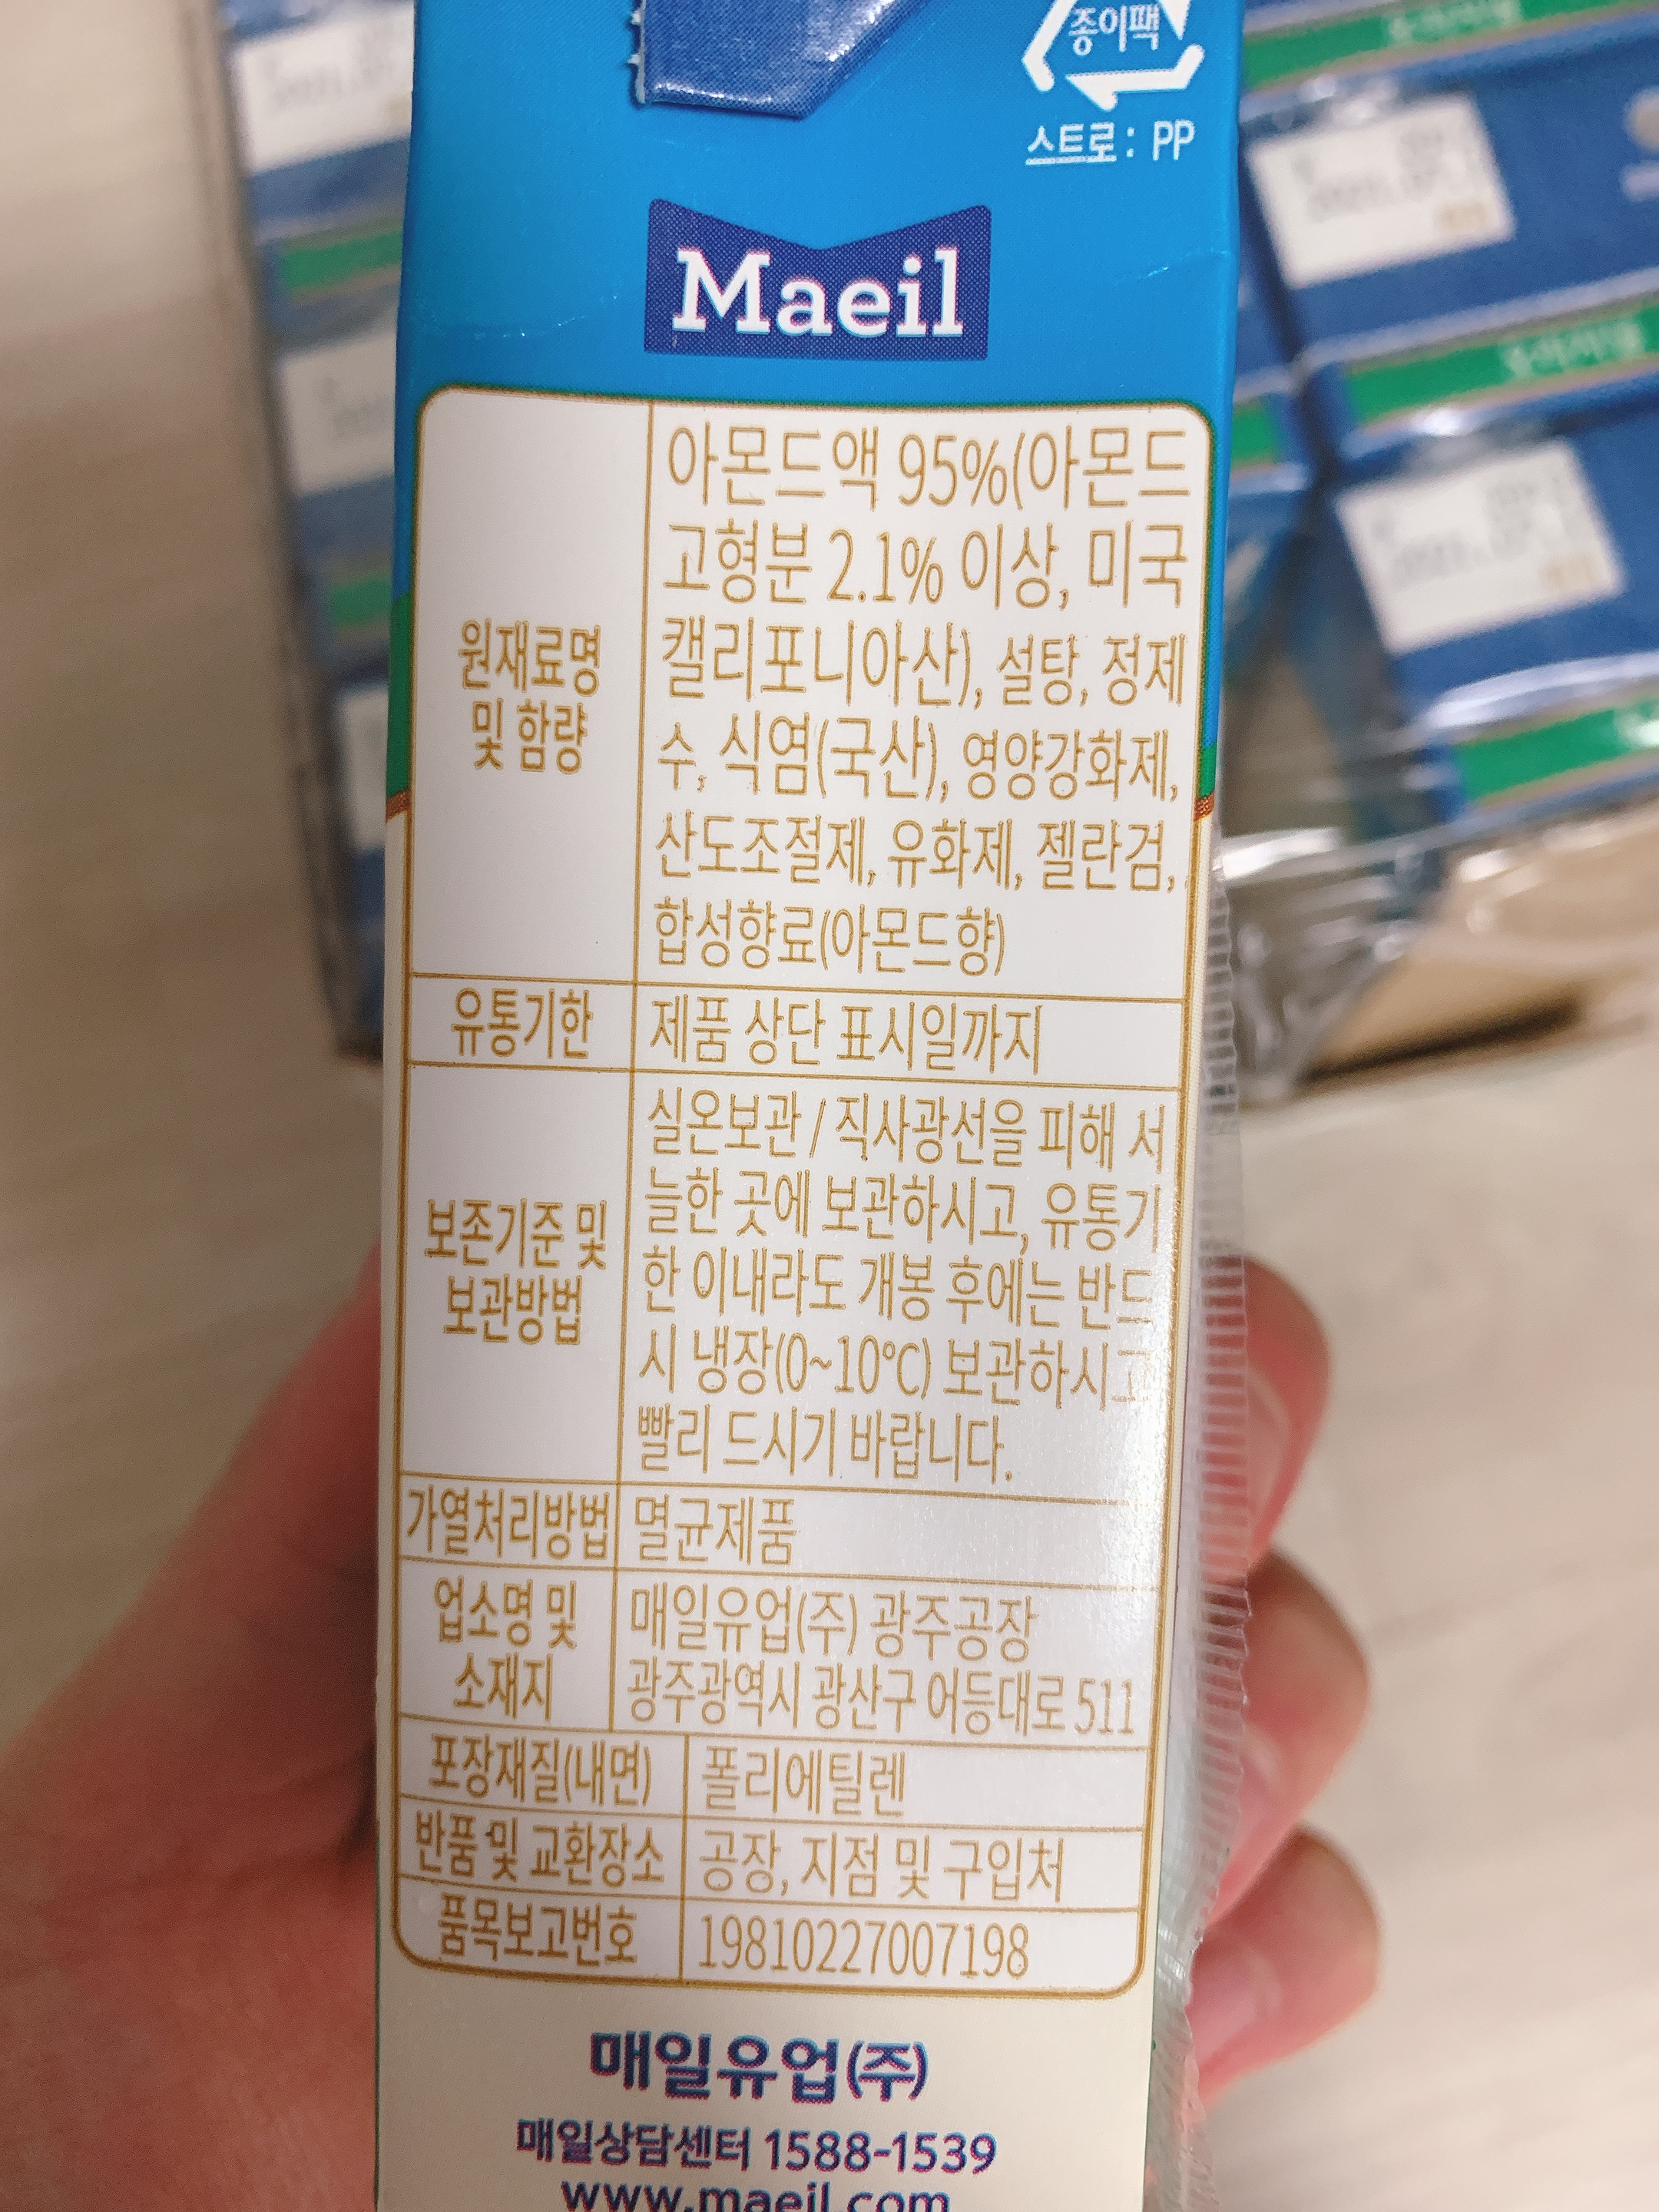 종이팩
스트로 : PP
Maeil
원재료명
및 함량
아몬드액 95%(아몬드
고형분 2.1% 이상, 미국
캘리포니아산), 설탕, 정제
수, 식염(국산), 영양강화제,
산도조절제, 유화제, 젤란검,
합성향료(아몬드향)
유통기한
제품 상단 표시일까지
보존기준 및
보관방법
실온보관 / 직사광선을 피해 서
늘한 곳에 보관하시고, 유통기
한 이내라도 개봉 후에는 반드
시 냉장(0~10℃) 보관하시고
빨리 드시기 바랍니다.
가열처리방법
멸균제품
업소명 및
소재지
매일유업(주) 광주공장
광주광역시 광산구 어등대로 511
포장재질(내면)
폴리에틸렌
반품 및 교환장소
공장, 지점 및 구입처
품목보고번호
19810227007198
매일유업(주)
매일상담센터 1588-1539
www.maeil.com